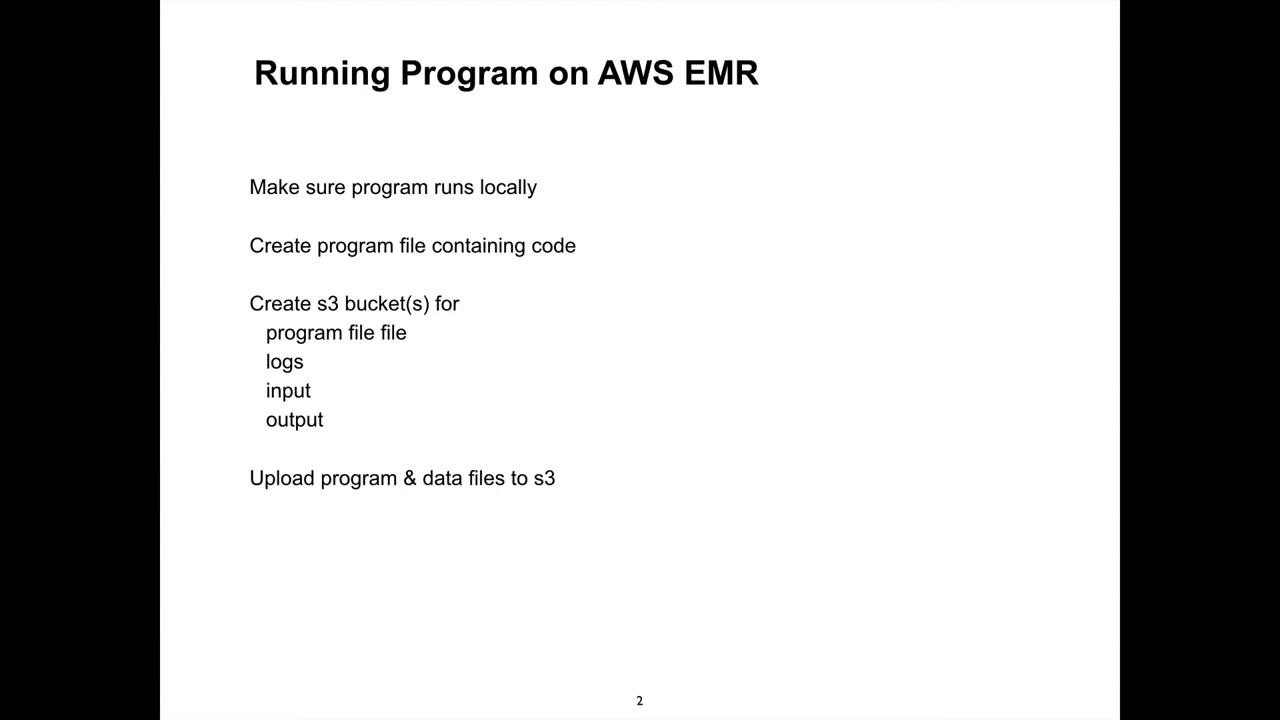 Running Program on AWS EMR
Make sure program runs locally
Create program file containing code
Create s3 bucket(s) for
program file file
logs
input
output
Upload program & data files to s3
2